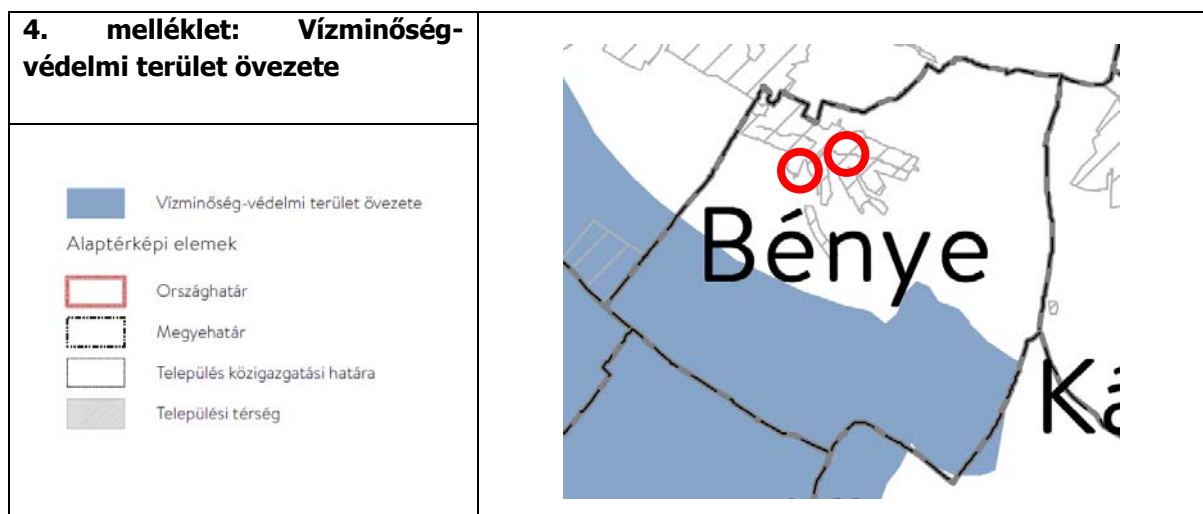 4. melléklet: Vízminőség-
védelmi terület övezete
Vízminőség-védelmi terület övezete
Alaptérképi elemek
Országhatár
Megyehatár
Település közigazgatási határa
Települési térség
Bénye